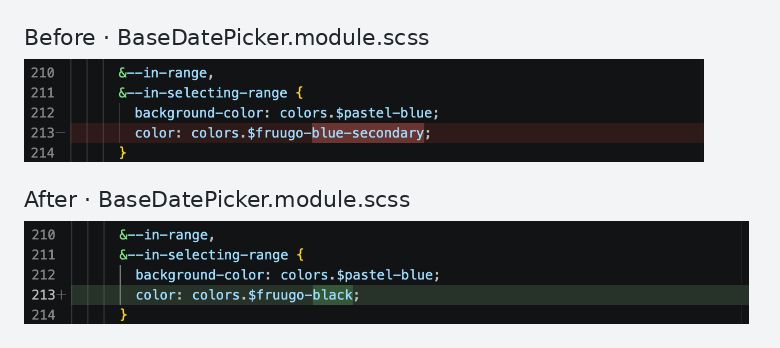 Before · BaseDatePicker.module.scss
210 &--in-range,
211 &--in-selecting-range {
212 background-color: colors.$pastel-blue;
213− color: colors.$fruugo-blue-secondary;
214 }
After · BaseDatePicker.module.scss
210 &--in-range,
211 &--in-selecting-range {
212 background-color: colors.$pastel-blue;
213+ color: colors.$fruugo-black;
214 }